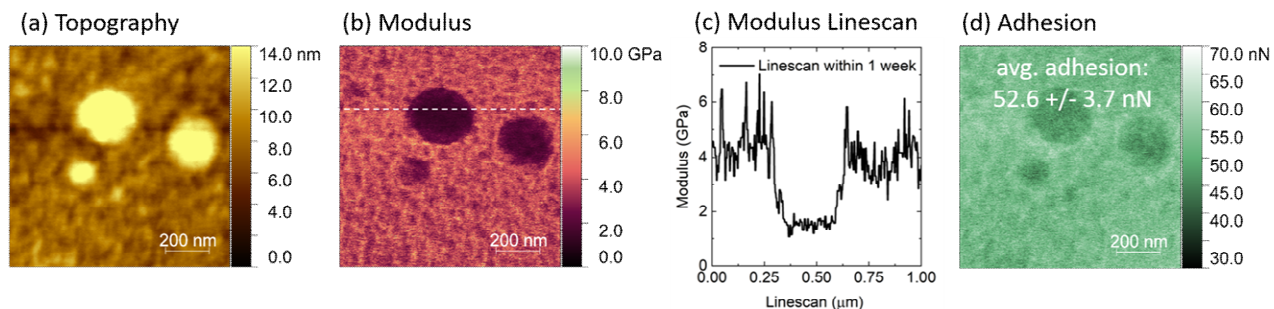 (a) Topography
14.0 nm
12.0
10.0
8.0
6.0
4.0
2.0
0.0
200 nm
(b) Modulus
10.0 GPa
8.0
6.0
4.0
2.0
0.0
200 nm
(c) Modulus Linescan
Linescan within 1 week
Modulus (GPa)
8
6
4
2
0
0.00 0.25 0.50 0.75 1.00
Linescan (μm)
(d) Adhesion
avg. adhesion:
52.6 +/- 3.7 nN
70.0 nN
65.0
60.0
55.0
50.0
45.0
40.0
30.0
200 nm